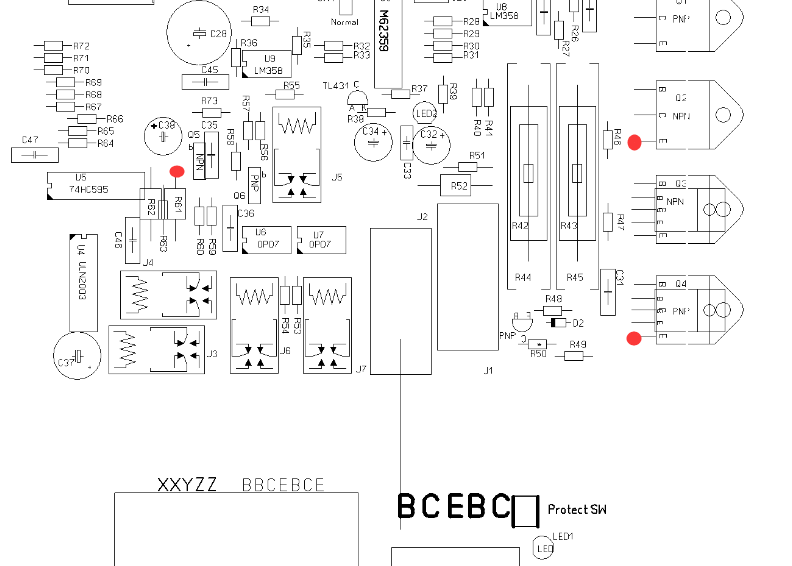 R34
C28
Normal
M62359
R28
R29
R30
R31
U8
LM358
R26
R27
Q1
PNP
C
R72
R71
R70
R69
R68
R67
R66
R65
R64
R36
R35
R32
R33
U9
LM358
C45
R55
R73
TL431
C
A
R38
R37
R39
LED2
R40
R41
Q2
B
C
NPN
E
R46
C47
C38
Q5
C35
b
NPN
R58
R57
R56
C34
C33
C32
R51
R52
U5
74HC595
R62
R61
R63
PNP
b
Q6
J5
R60
R59
C36
C46
U6
OPD7
U7
OPD7
J2
R42
R43
R47
Q3
B
NPN
C
E
J4
U4 ULN2003
R44
R45
C31
Q4
B
PNP
C
E
R54
R53
R48
D2
PNP
R50
R49
C37
J3
J6
J7
J1
XXYZZ BBCEBCE
BCEBC
Protect SW
LED1
LED